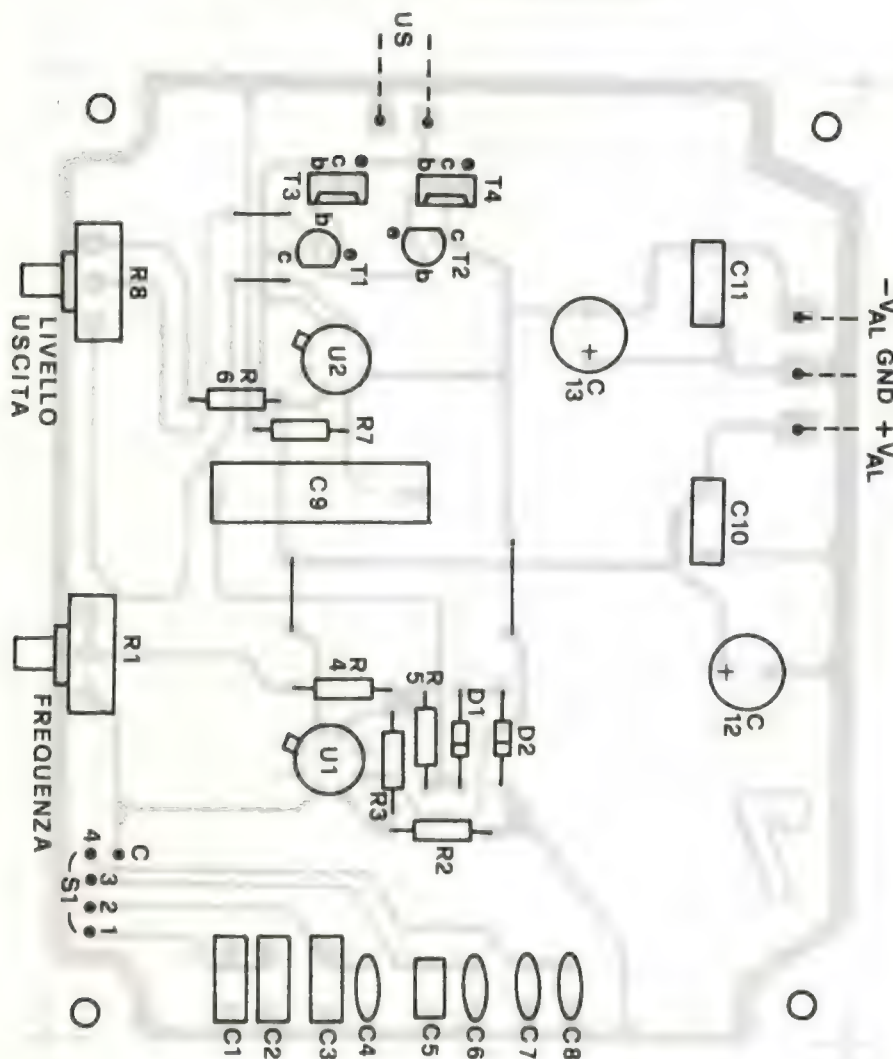 US
b c
T3
b c
T4
b
c
T1
c
b
T2
R8
LIVELLO
USCITA
U2
C11
-VAL
GND
+VAL
C
13
R
6
R7
C9
C10
R1
FREQUENZA
R
4
R
5
D1
D2
C
12
U1
R3
R2
4
C
3
2
1
S1
C1
C2
C3
C4
C5
C6
C7
C8